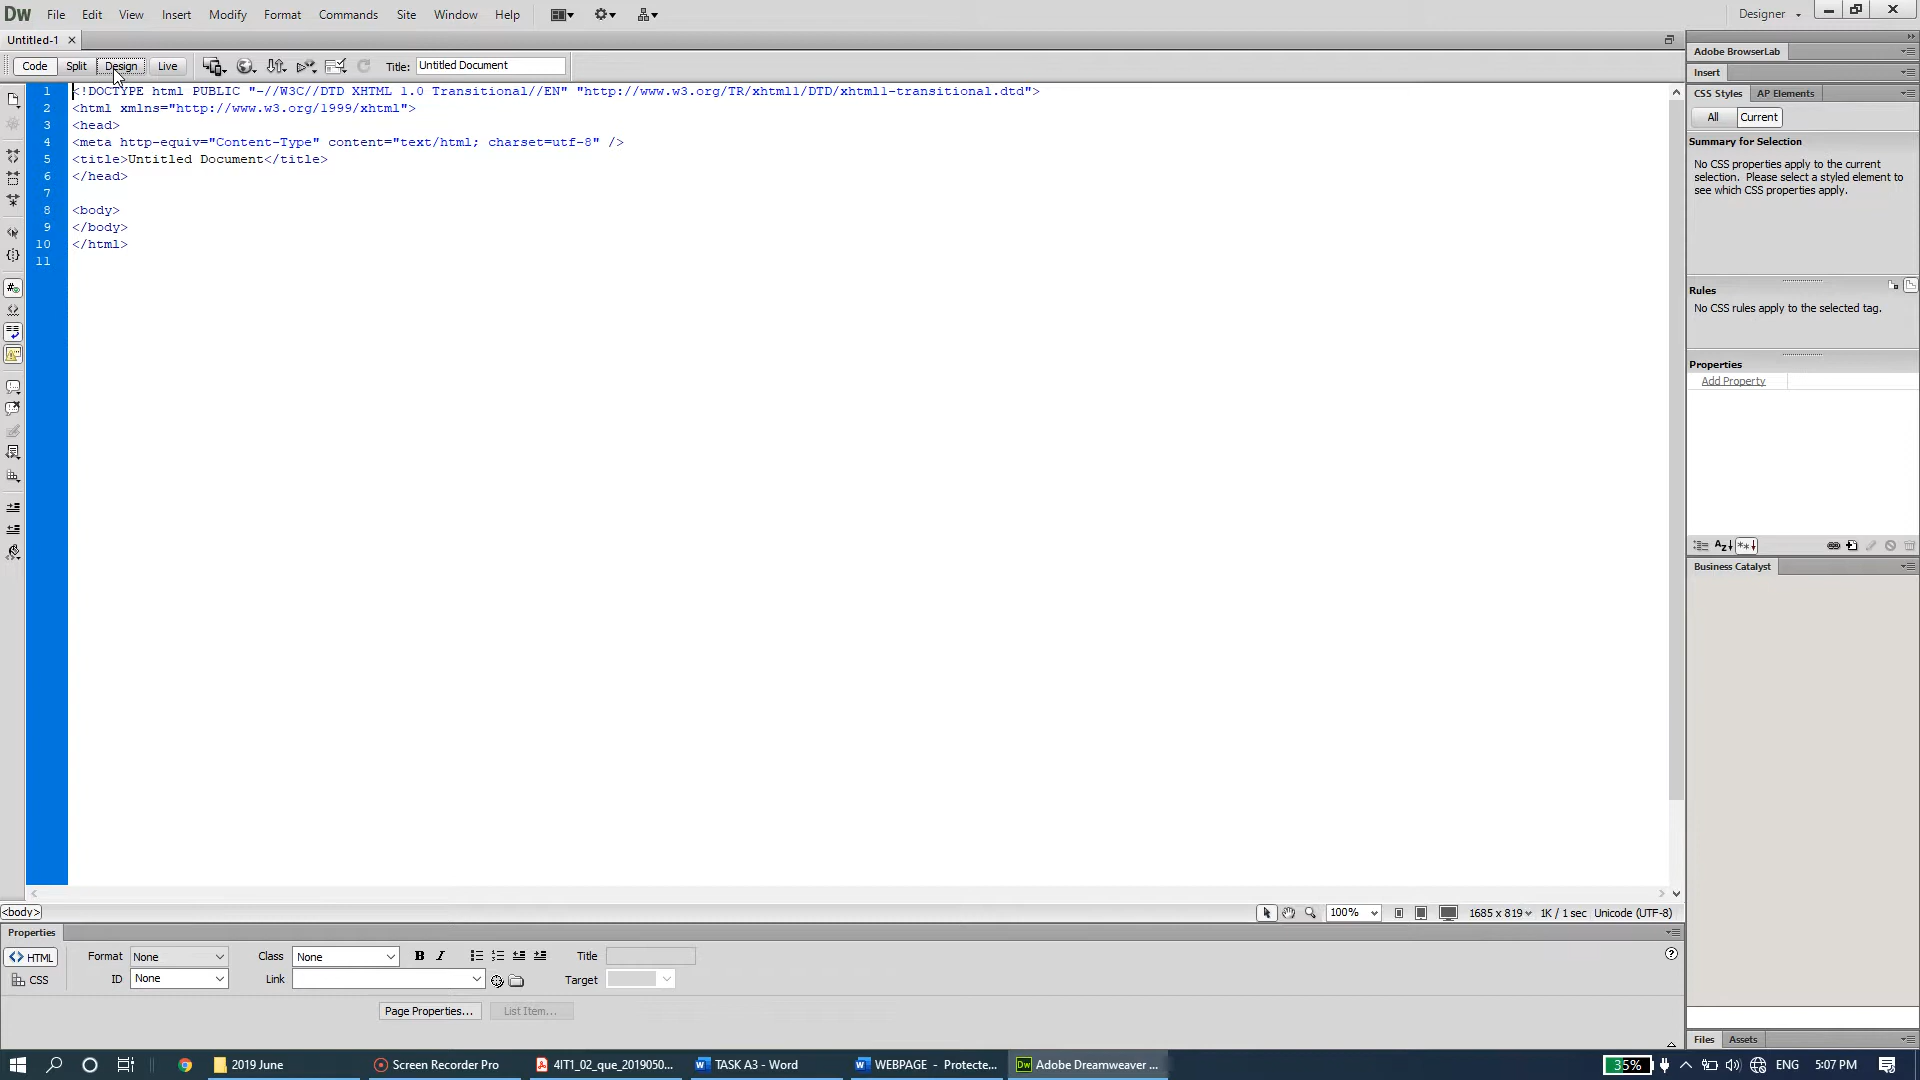 Dw File Edit View Insert Modify Format Commands Site Window Help Designer
Untitled-1
Code Split Design Live Title: Untitled Document
1 <!DOCTYPE html PUBLIC "-//W3C//DTD XHTML 1.0 Transitional//EN" "http://www.w3.org/TR/xhtml1/DTD/xhtml1-transitional.dtd">
2 <html xmlns="http://www.w3.org/1999/xhtml">
3 <head>
4 <meta http-equiv="Content-Type" content="text/html; charset=utf-8" />
5 <title>Untitled Document</title>
6 </head>
7
8 <body>
9 </body>
10 </html>
11
<body> 100% 1685 x 819 1K / 1 sec Unicode (UTF-8)
Properties
HTML Format None Class None B I Title
CSS ID None Link Target
Page Properties... List Item...
Adobe BrowserLab
Insert
CSS Styles AP Elements
All Current
Summary for Selection
No CSS properties apply to the current
selection. Please select a styled element to
see which CSS properties apply.
Rules
No CSS rules apply to the selected tag.
Properties
Add Property
Business Catalyst
Files Assets
2019 June Screen Recorder Pro 4IT1_02_que_2019050... TASK A3 - Word WEBPAGE - Protecte... Dw Adobe Dreamweaver ... 35% ENG 5:07 PM